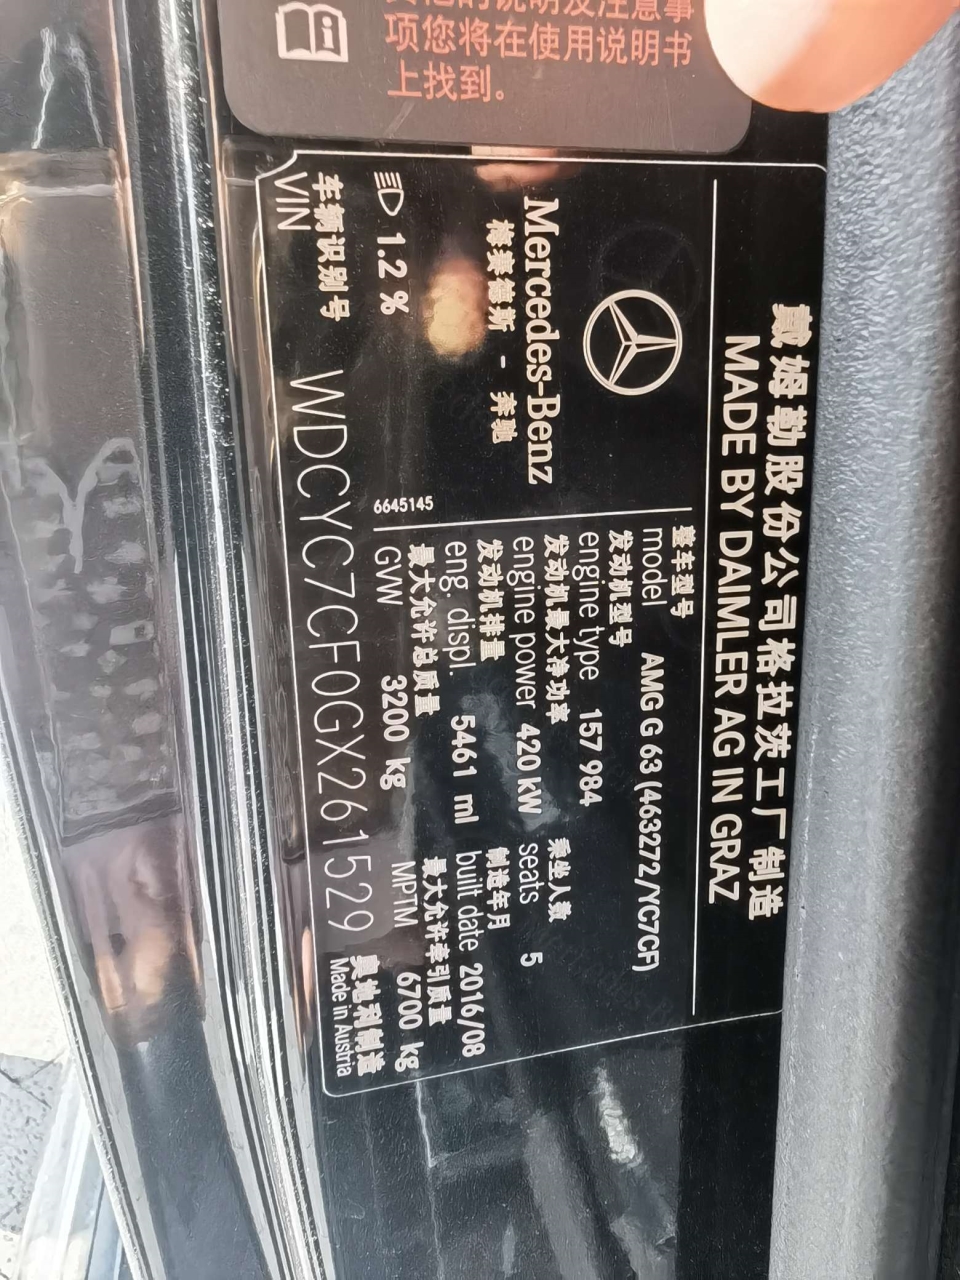 项您将在使用说明书
上找到。
戴姆勒股份公司格拉茨工厂制造
MADE BY DAIMLER AG IN GRAZ
Mercedes-Benz
梅赛德斯 - 奔驰
1.2 %
6645145
整车型号
model AMG G 63 (463272/YC7CF)
发动机型号
engine type 157 984
发动机最大净功率
engine power 420 kW
乘坐人数
seats 5
发动机排量
eng. displ. 5461 ml
制造年月
built date 2016/08
最大允许总质量
GVW 3200 kg
最大允许牵引质量
MPTM 6700 kg
车辆识别号
VIN WDCYC7CF0GX261529
奥地利制造
Made in Austria